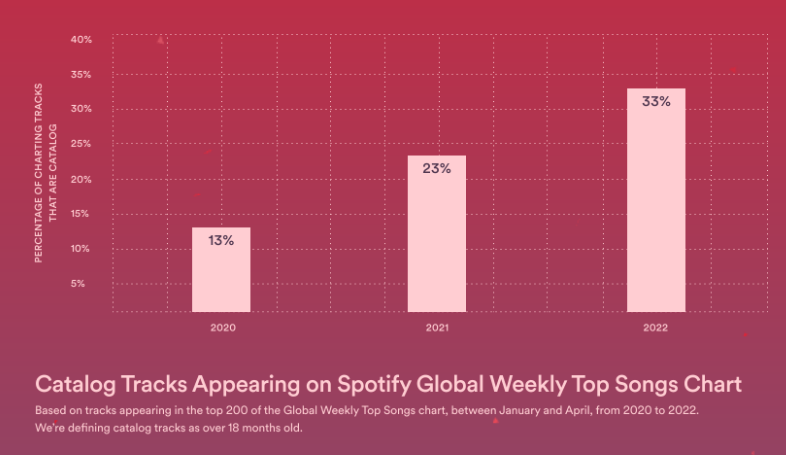 PERCENTAGE OF CHARTING TRACKS
THAT ARE CATALOG
40%
35%
30%
25%
20%
15%
10%
5%
13%
23%
33%
2020
2021
2022
Catalog Tracks Appearing on Spotify Global Weekly Top Songs Chart
Based on tracks appearing in the top 200 of the Global Weekly Top Songs chart, between January and April, from 2020 to 2022.
We're defining catalog tracks as over 18 months old.